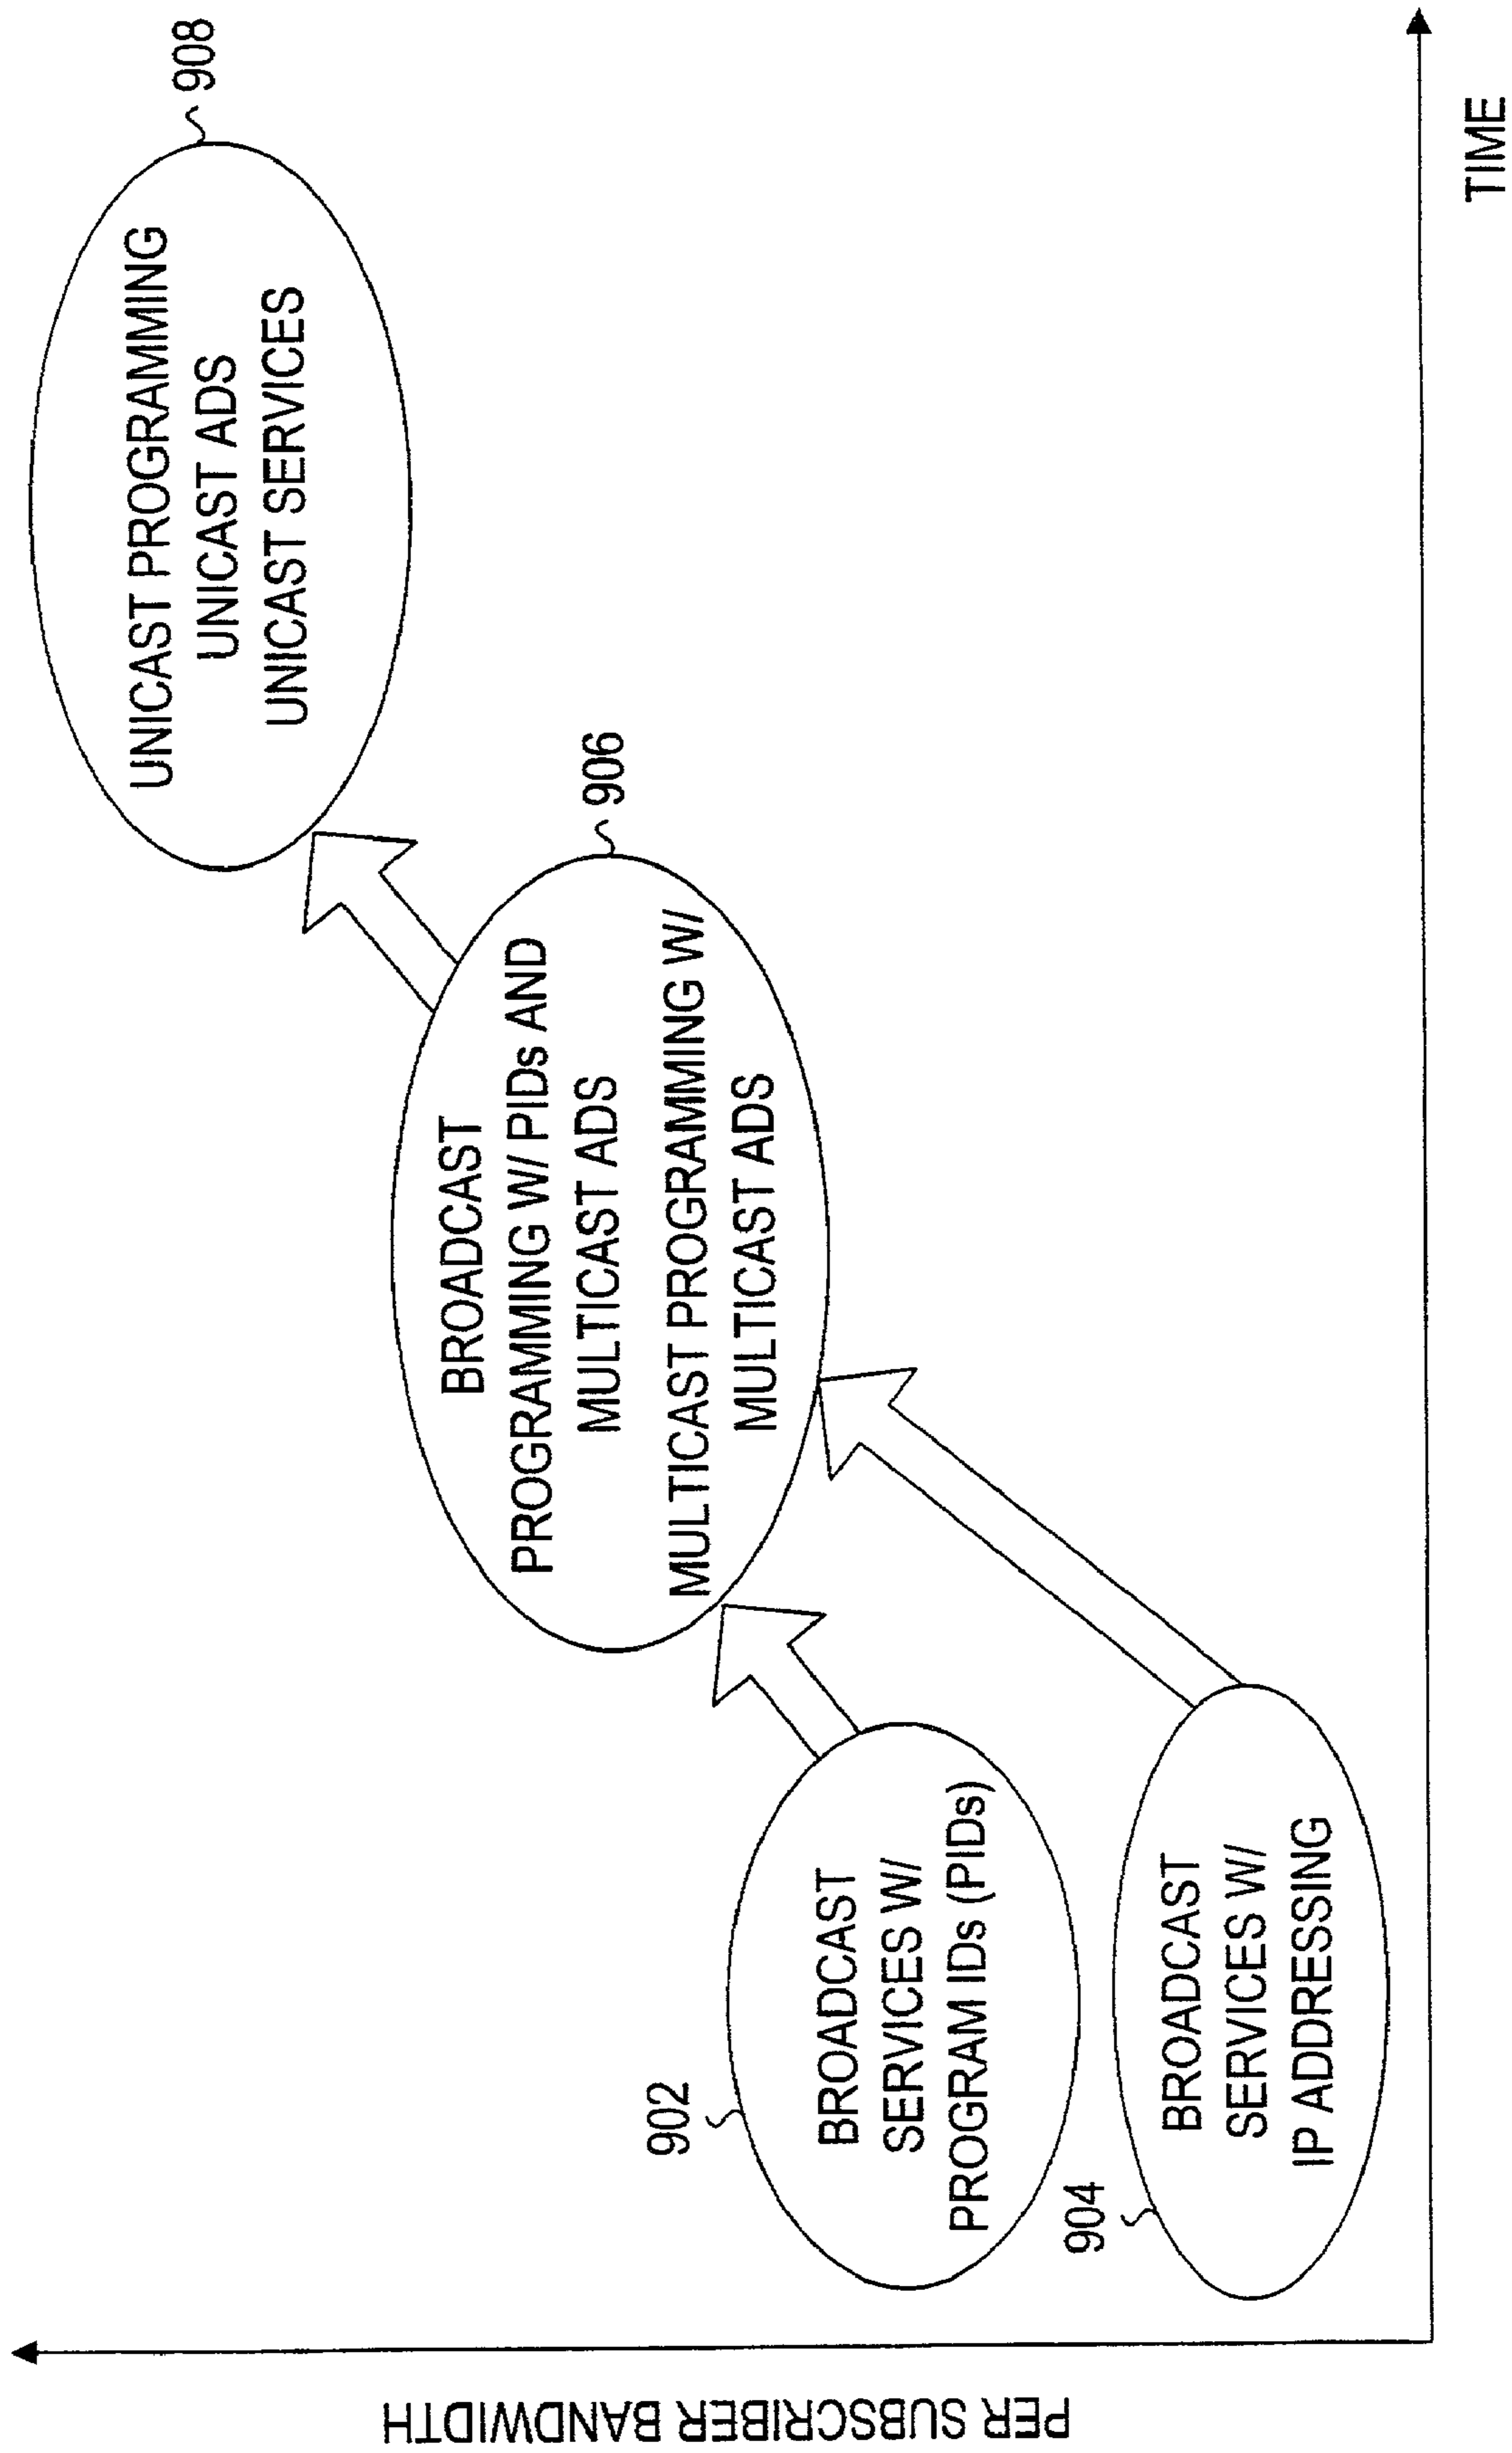 PER SUBSCRIBER BANDWIDTH
902
BROADCAST
SERVICES W/
PROGRAM IDs (PIDs)
904
BROADCAST
SERVICES W/
IP ADDRESSING
906
BROADCAST
PROGRAMMING W/ PIDs AND
MULTICAST ADS
MULTICAST PROGRAMMING W/
MULTICAST ADS
908
UNICAST PROGRAMMING
UNICAST ADS
UNICAST SERVICES
TIME